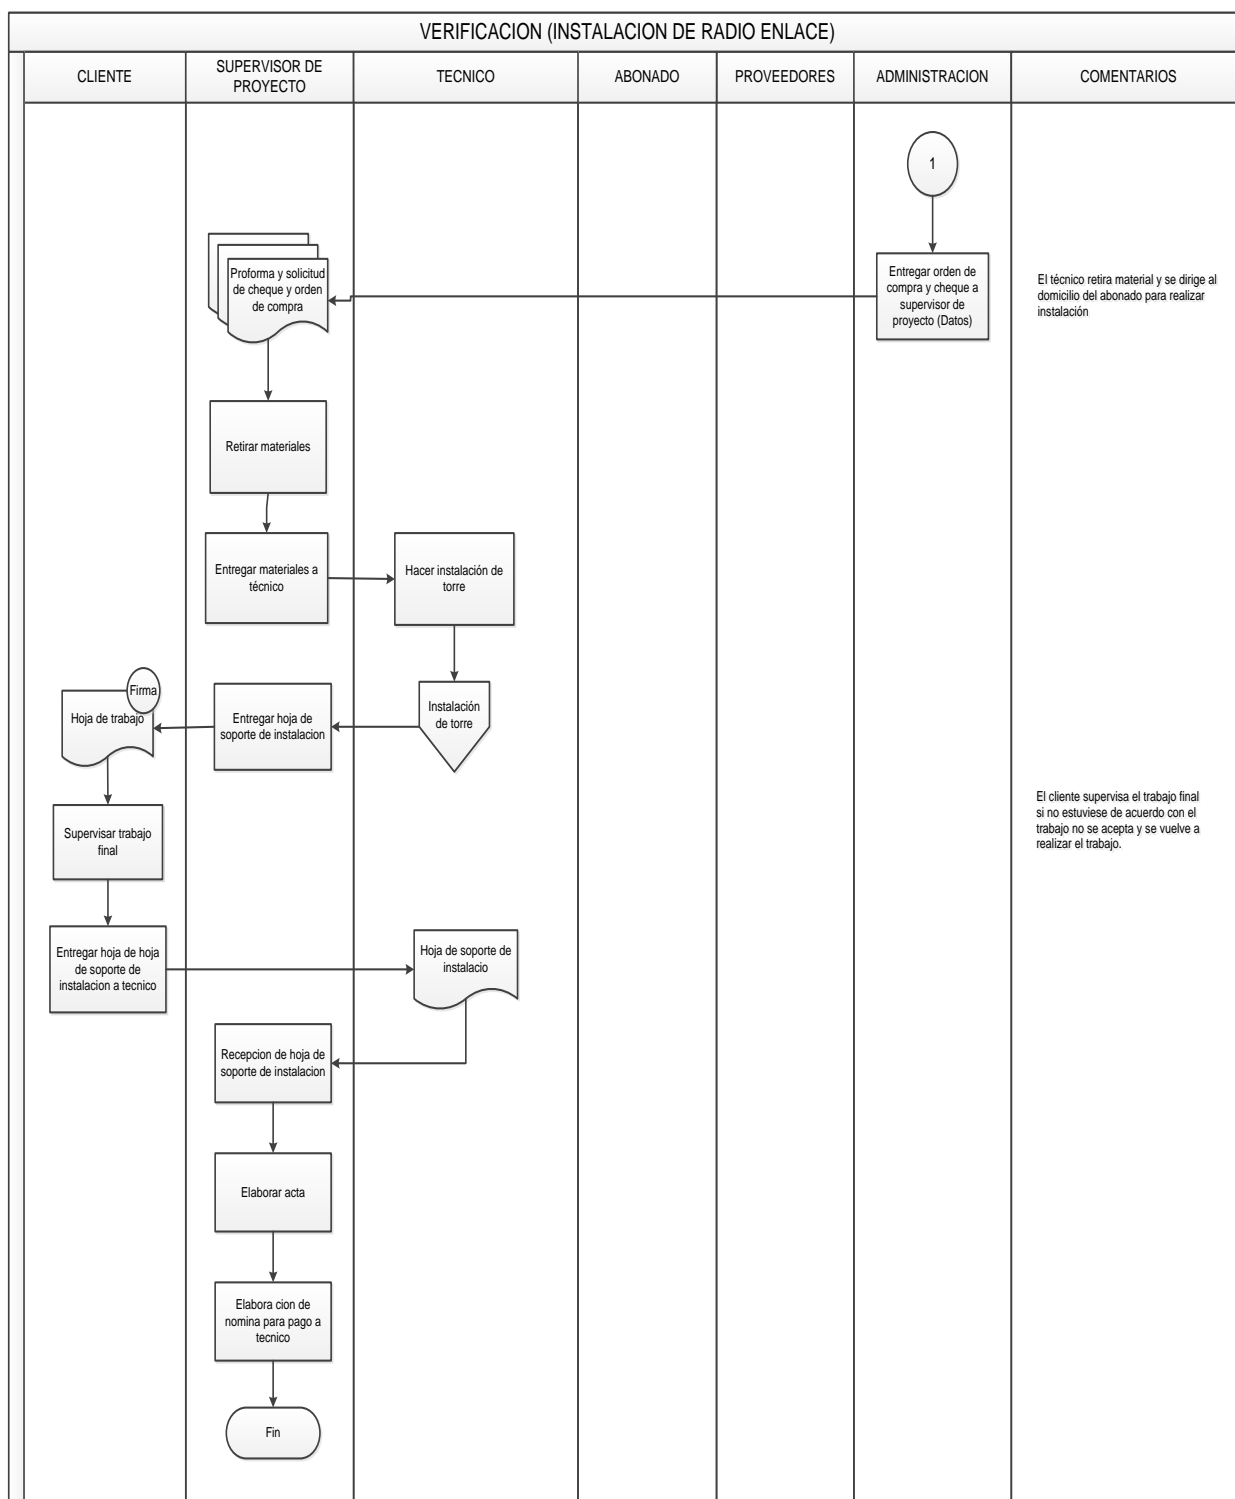 VERIFICACION (INSTALACION DE RADIO ENLACE)
CLIENTE
SUPERVISOR DE
PROYECTO
TECNICO
ABONADO
PROVEEDORES
ADMINISTRACION
COMENTARIOS
1
Proforma y solicitud
de cheque y orden
de compra
Entregar orden de
compra y cheque a
supervisor de
proyecto (Datos)
El técnico retira material y se dirige al
domicilio del abonado para realizar
instalación
Retirar materiales
Entregar materiales a
técnico
Hacer instalación de
torre
Firma
Hoja de trabajo
Entregar hoja de
soporte de instalacion
Instalación
de torre
Supervisar trabajo
final
El cliente supervisa el trabajo final
si no estuviese de acuerdo con el
trabajo no se acepta y se vuelve a
realizar el trabajo.
Entregar hoja de hoja
de soporte de
instalacion a tecnico
Hoja de soporte de
instalacio
Recepcion de hoja de
soporte de instalacion
Elaborar acta
Elabora cion de
nomina para pago a
tecnico
Fin